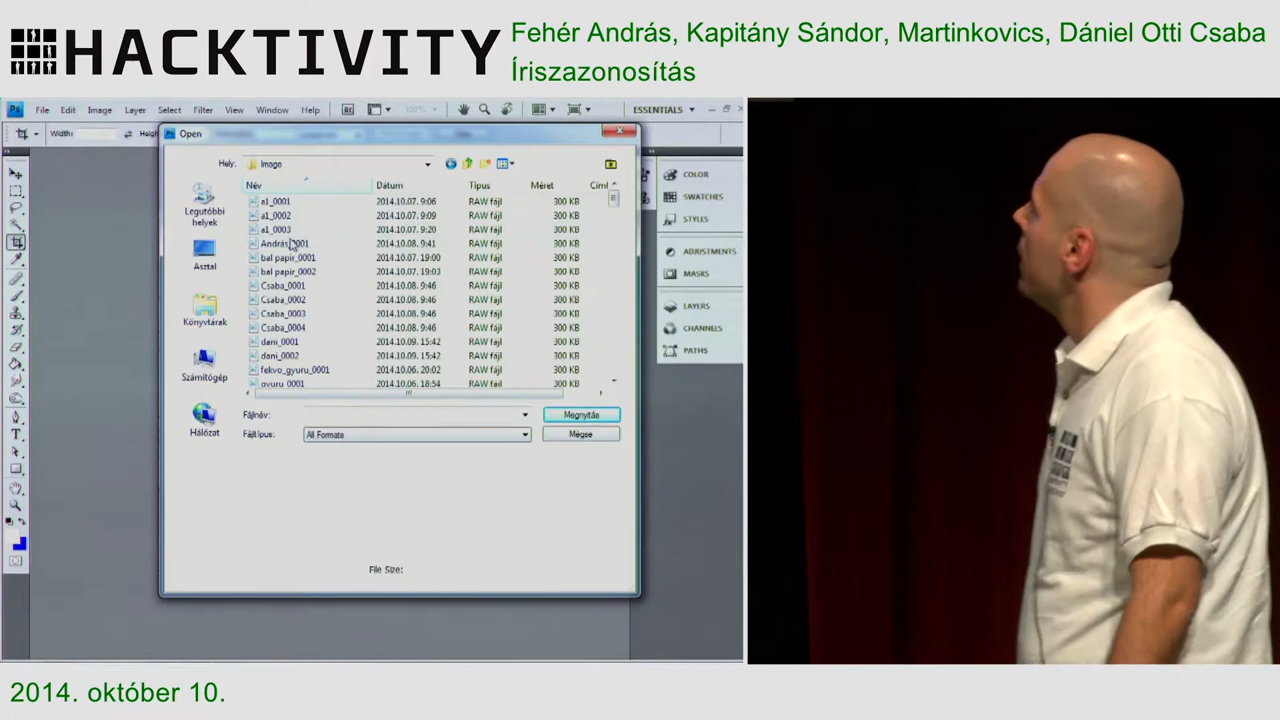 HACKTIVITY
Fehér András, Kapitány Sándor, Martinkovics, Dániel Otti Csaba
Íriszazonosítás
Ps File Edit Image Layer Select Filter View Window Help Br 100% ESSENTIALS
Width: Heigh
Open
Hely: Image
Név Dátum Típus Méret Címk
a1_0001 2014.10.07. 9:06 RAW fájl 300 KB
a1_0002 2014.10.07. 9:09 RAW fájl 300 KB
a1_0003 2014.10.07. 9:20 RAW fájl 300 KB
András_0001 2014.10.08. 9:41 RAW fájl 300 KB
bal papir_0001 2014.10.07. 19:00 RAW fájl 300 KB
bal papir_0002 2014.10.07. 19:03 RAW fájl 300 KB
Csaba_0001 2014.10.08. 9:46 RAW fájl 300 KB
Csaba_0002 2014.10.08. 9:46 RAW fájl 300 KB
Csaba_0003 2014.10.08. 9:46 RAW fájl 300 KB
Csaba_0004 2014.10.08. 9:46 RAW fájl 300 KB
dani_0001 2014.10.09. 15:42 RAW fájl 300 KB
dani_0002 2014.10.09. 15:42 RAW fájl 300 KB
fekvo_gyuru_0001 2014.10.06. 20:02 RAW fájl 300 KB
gyuru_0001 2014.10.06. 18:54 RAW fájl 300 KB
Legutóbbi
helyek
Asztal
Könyvtárak
Számítógép
Hálózat
Fájlnév: Megnyitás
Fájltípus: All Formats Mégse
File Size:
COLOR
SWATCHES
STYLES
ADJUSTMENTS
MASKS
LAYERS
CHANNELS
PATHS
2014. október 10.